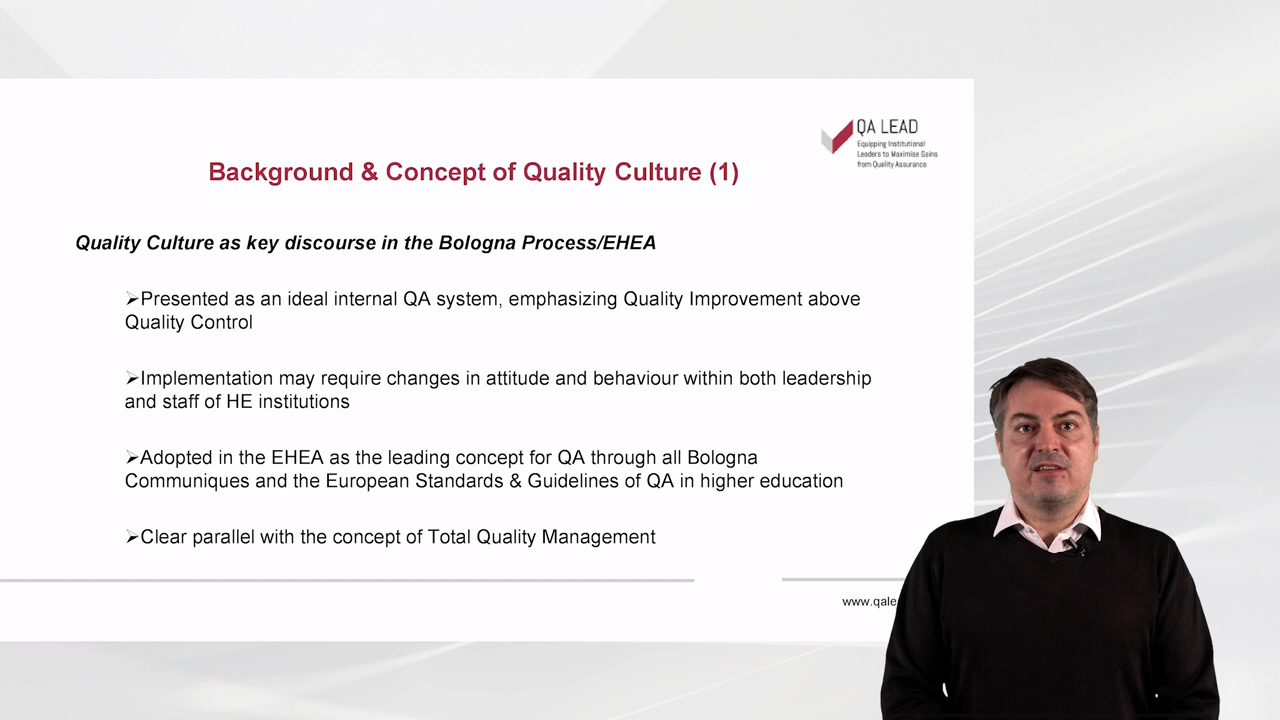 QA LEAD
Equipping Institutional
Leaders to Maximise Gains
from Quality Assurance
Background & Concept of Quality Culture (1)
Quality Culture as key discourse in the Bologna Process/EHEA
➢Presented as an ideal internal QA system, emphasizing Quality Improvement above
Quality Control
➢Implementation may require changes in attitude and behaviour within both leadership
and staff of HE institutions
➢Adopted in the EHEA as the leading concept for QA through all Bologna
Communiques and the European Standards & Guidelines of QA in higher education
➢Clear parallel with the concept of Total Quality Management
www.qale